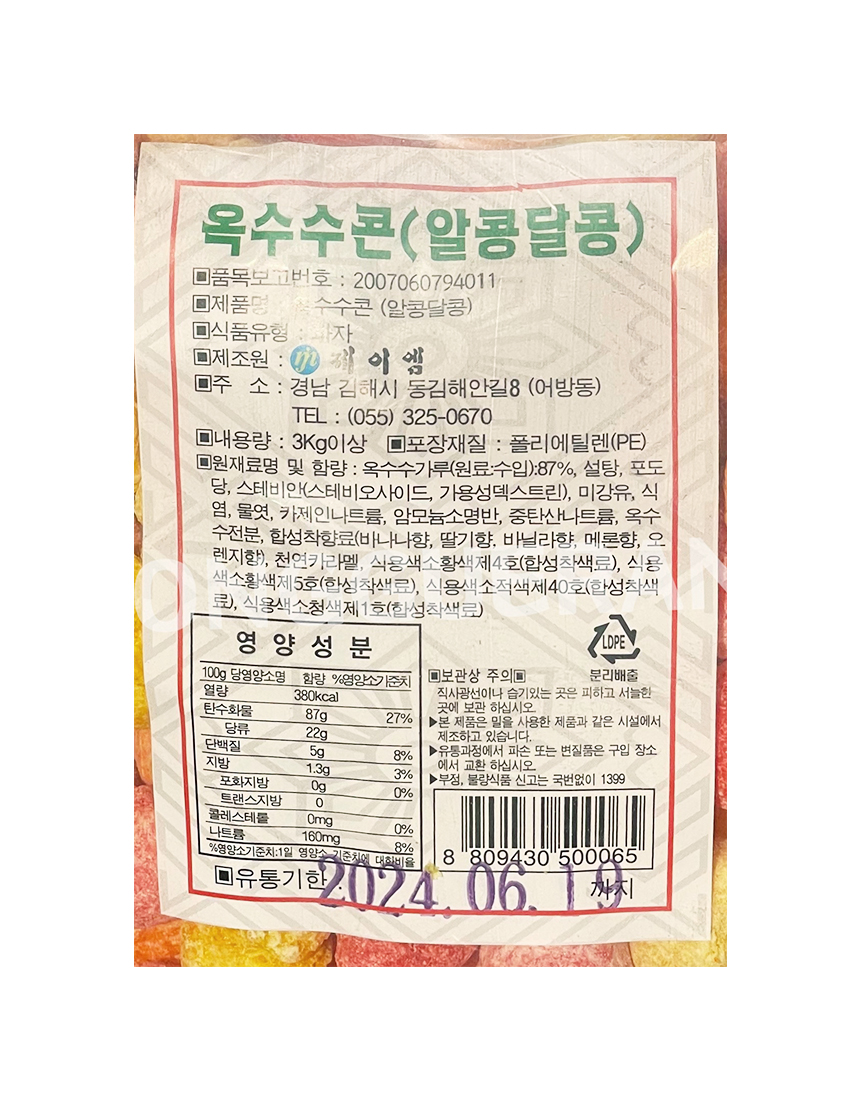 옥수수콘(알콩달콩)
▣품목보고번호 : 2007060794011
▣제품명 : 옥수수콘 (알콩달콩)
▣식품유형 : 과자
▣제조원 : 제이엠
▣주 소 : 경남 김해시 동김해안길8 (어방동)
TEL : (055) 325-0670
▣내용량 : 3Kg이상 ▣포장재질 : 폴리에틸렌(PE)
▣원재료명 및 함량 : 옥수수가루(원료:수입):87%, 설탕, 포도
당, 스테비안(스테비오사이드, 가용성덱스트린), 미강유, 식
염, 물엿, 카제인나트륨, 암모늄소명반, 중탄산나트륨, 옥수
수전분, 합성착향료(바나나향, 딸기향, 바닐라향, 메론향, 오
렌지향), 천연카라멜, 식용색소황색제4호(합성착색료), 식용
색소황색제5호(합성착색료), 식용색소적색제40호(합성착색
료), 식용색소청색제1호(합성착색료)
영 양 성 분
100g 당영양소명 함량 %영양소기준치
열량 380kcal
탄수화물 87g 27%
당류 22g
단백질 5g 8%
지방 1.3g 3%
포화지방 0g 0%
트랜스지방 0
콜레스테롤 0mg 0%
나트륨 160mg 8%
%영양소기준치:1일 영양소 기준치에 대한비율
LDPE
분리배출
▣보관상 주의▣
직사광선이나 습기있는 곳은 피하고 서늘한
곳에 보관 하십시오.
▶본 제품은 밀을 사용한 제품과 같은 시설에서
제조하고 있습니다.
▶유통과정에서 파손 또는 변질품은 구입 장소
에서 교환 하십시오.
▶부정, 불량식품 신고는 국번없이 1399
8 809430 500065
▣유통기한 : 2024. 06. 19 까지